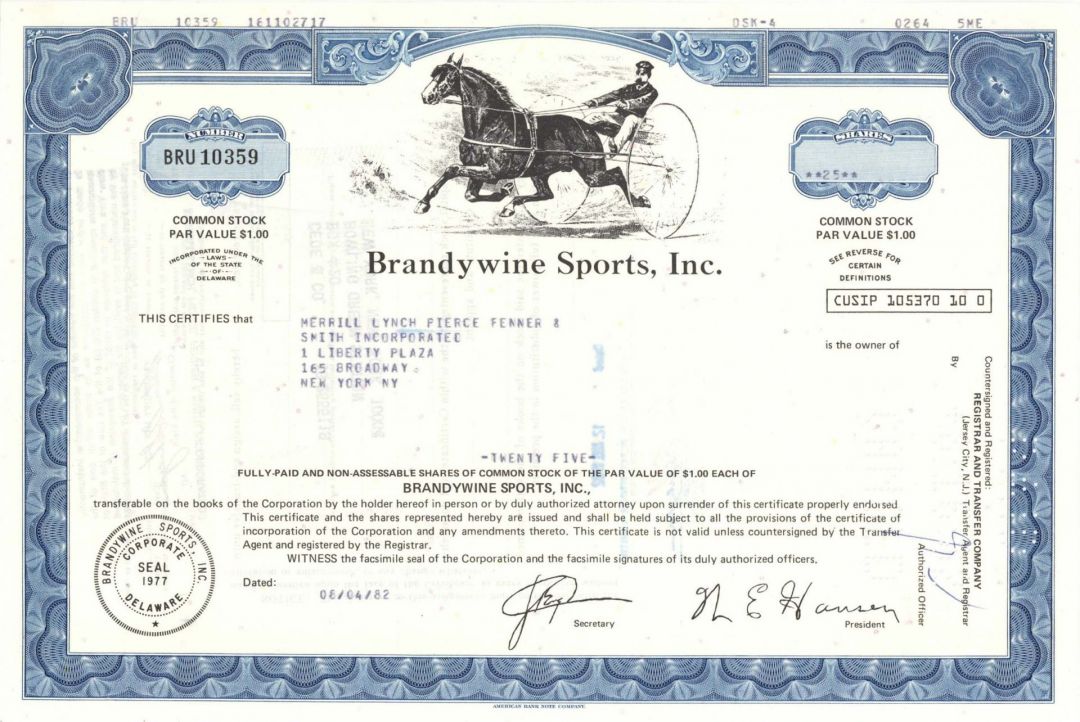 BRU 10359 161102717 OSK-4 0264 5ME
NUMBER
BRU 10359
SHARES
**25**
COMMON STOCK
PAR VALUE $1.00
INCORPORATED UNDER THE
—LAWS—
OF THE STATE
—OF—
DELAWARE
COMMON STOCK
PAR VALUE $1.00
SEE REVERSE FOR
CERTAIN
DEFINITIONS
Brandywine Sports, Inc.
CUSIP 105370 10 0
THIS CERTIFIES that
MERRILL LYNCH PIERCE FENNER &
SMITH INCORPORATED
1 LIBERTY PLAZA
165 BROADWAY
NEW YORK NY
is the owner of
-TWENTY FIVE-
FULLY-PAID AND NON-ASSESSABLE SHARES OF COMMON STOCK OF THE PAR VALUE OF $1.00 EACH OF
BRANDYWINE SPORTS, INC.,
transferable on the books of the Corporation by the holder hereof in person or by duly authorized attorney upon surrender of this certificate properly endorsed
This certificate and the shares represented hereby are issued and shall be held subject to all the provisions of the certificate of
incorporation of the Corporation and any amendments thereto. This certificate is not valid unless countersigned by the Transfer
Agent and registered by the Registrar.
WITNESS the facsimile seal of the Corporation and the facsimile signatures of its duly authorized officers.
Dated:
08/04/82
BRANDYWINE SPORTS, INC.
CORPORATE
SEAL
1977
DELAWARE
Secretary
N E Hansen
President
Countersigned and Registered:
REGISTRAR AND TRANSFER COMPANY
(Jersey City, N.J.) Transfer Agent and Registrar
By
Authorized Officer
AMERICAN BANK NOTE COMPANY